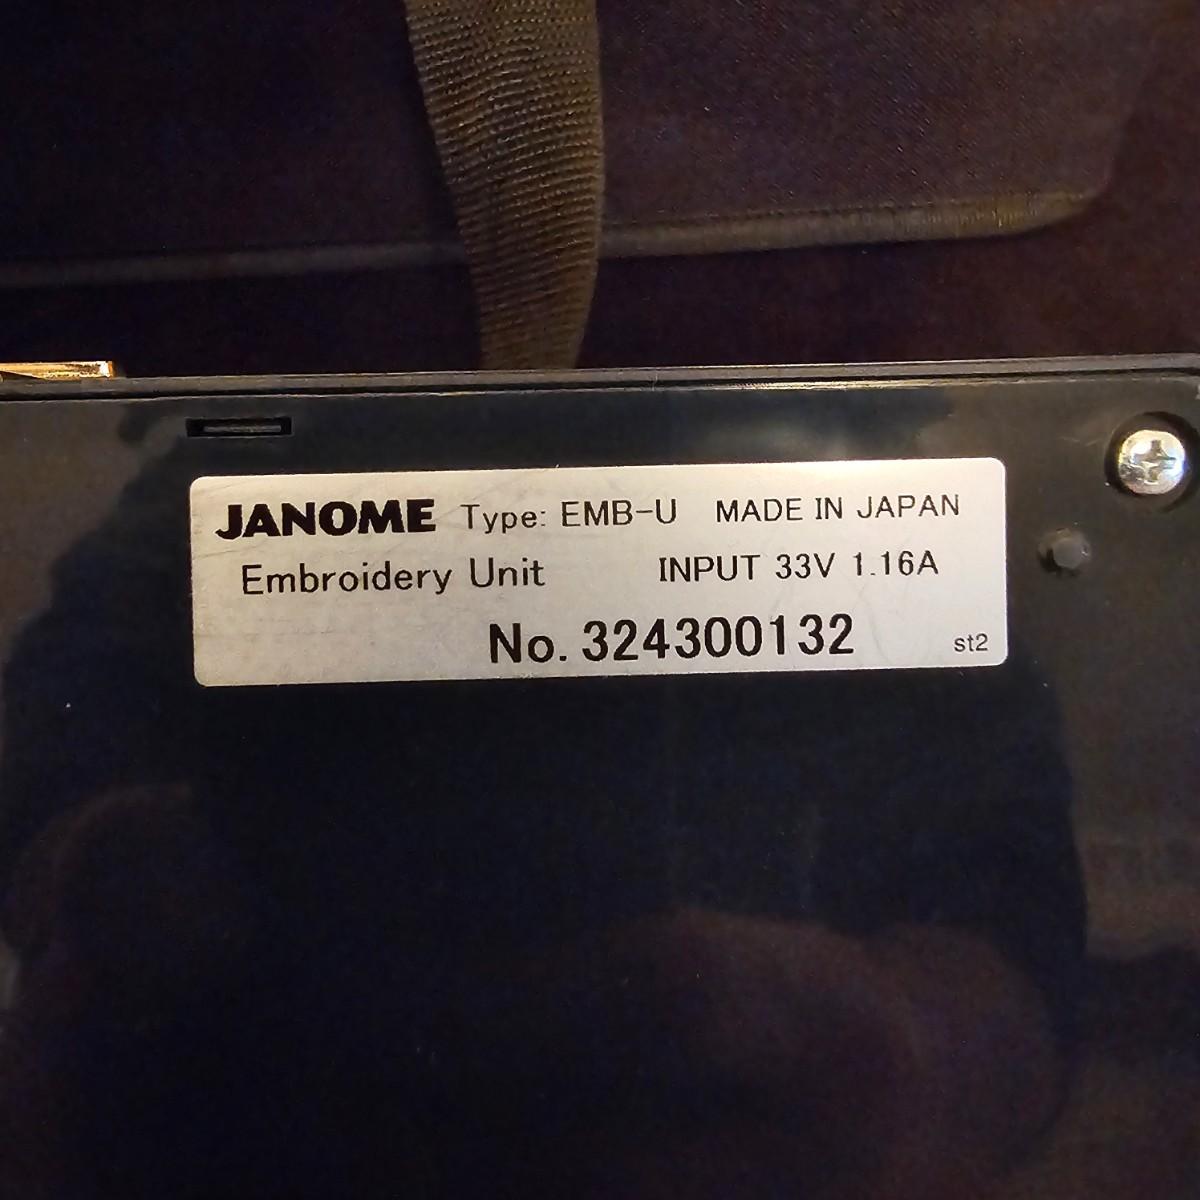 JANOME Type: EMB-U MADE IN JAPAN
Embroidery Unit INPUT 33V 1.16A
No. 324300132 st2